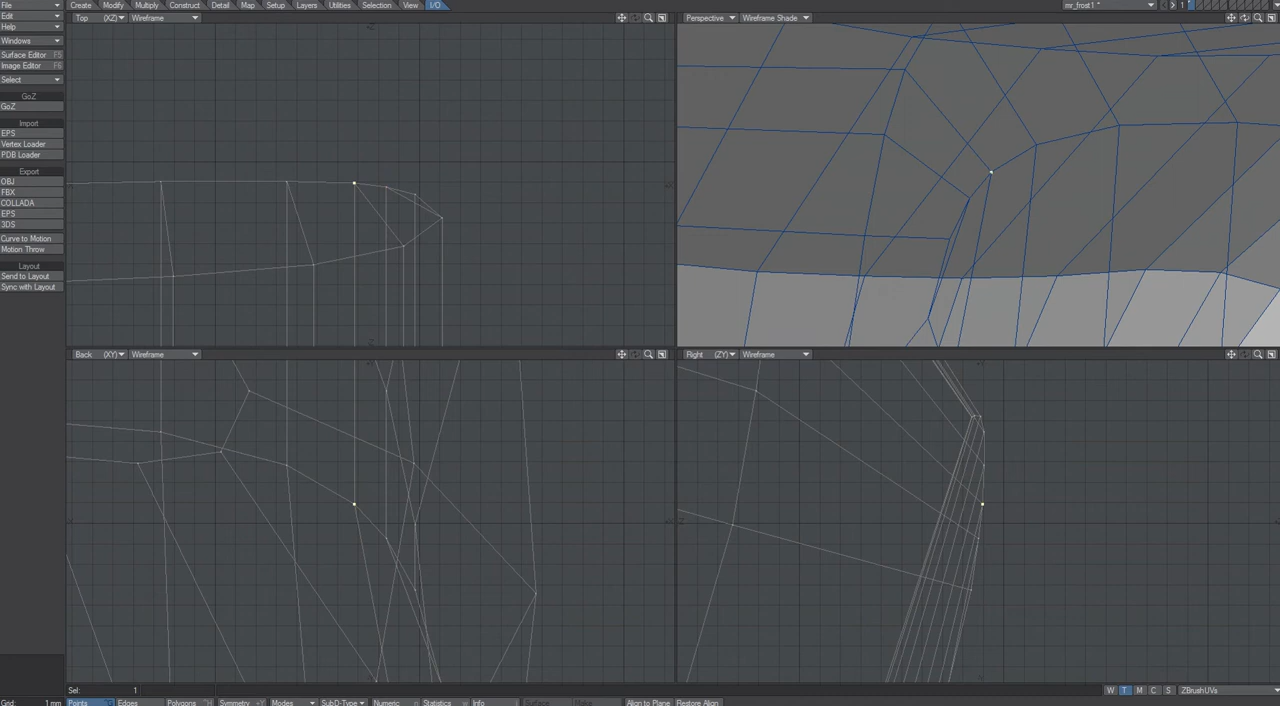 File Create Modify Multiply Construct Detail Map Setup Layers Utilities Selection View I/O mr_frost1 * 1
Edit
Help
Windows
Surface Editor F5
Image Editor F6
Select
GoZ
GoZ
Import
EPS
Vertex Loader
PDB Loader
Export
OBJ
FBX
COLLADA
EPS
3DS
Curve to Motion
Motion Throw
Layout
Send to Layout
Sync with Layout
Top (XZ) Wireframe
Perspective Wireframe Shade
Back (XY) Wireframe
Right (ZY) Wireframe
Sel: 1 W T M C S ZBrushUVs
Grid: 1 mm Points Edges Polygons Symmetry Modes SubD-Type Numeric n Statistics w Info i Align to Plane Restore Align